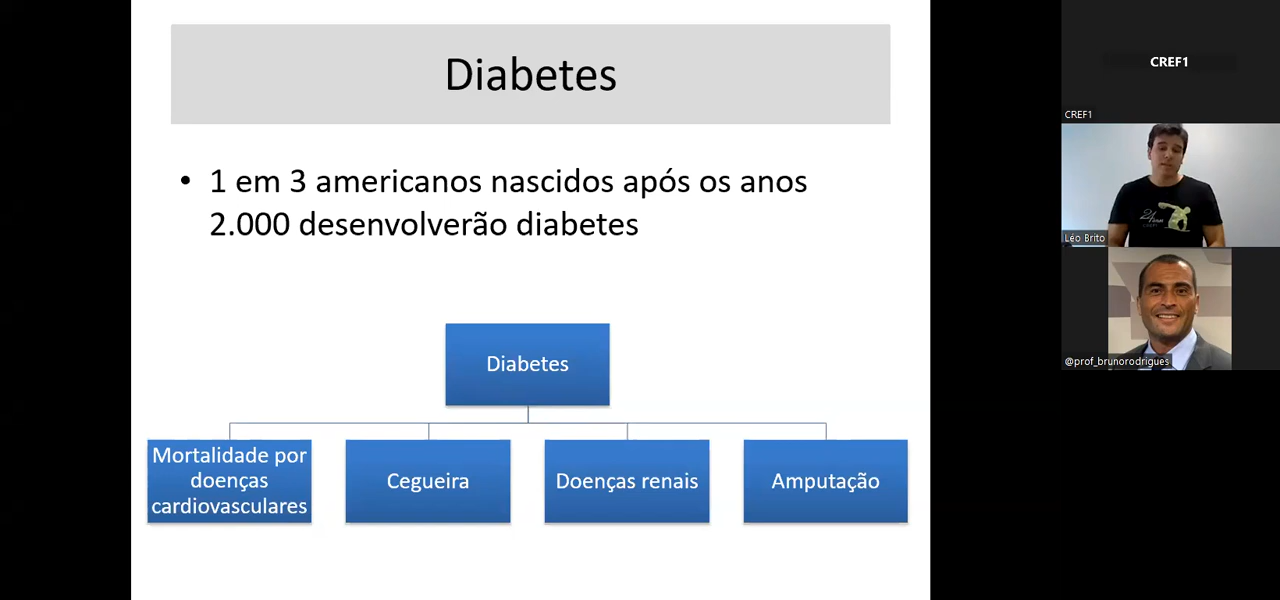 Diabetes
• 1 em 3 americanos nascidos após os anos
2.000 desenvolverão diabetes
Diabetes
Mortalidade por
doenças
cardiovasculares
Cegueira
Doenças renais
Amputação
CREF1
CREF1
Léo Brito
@prof_brunorodrigues